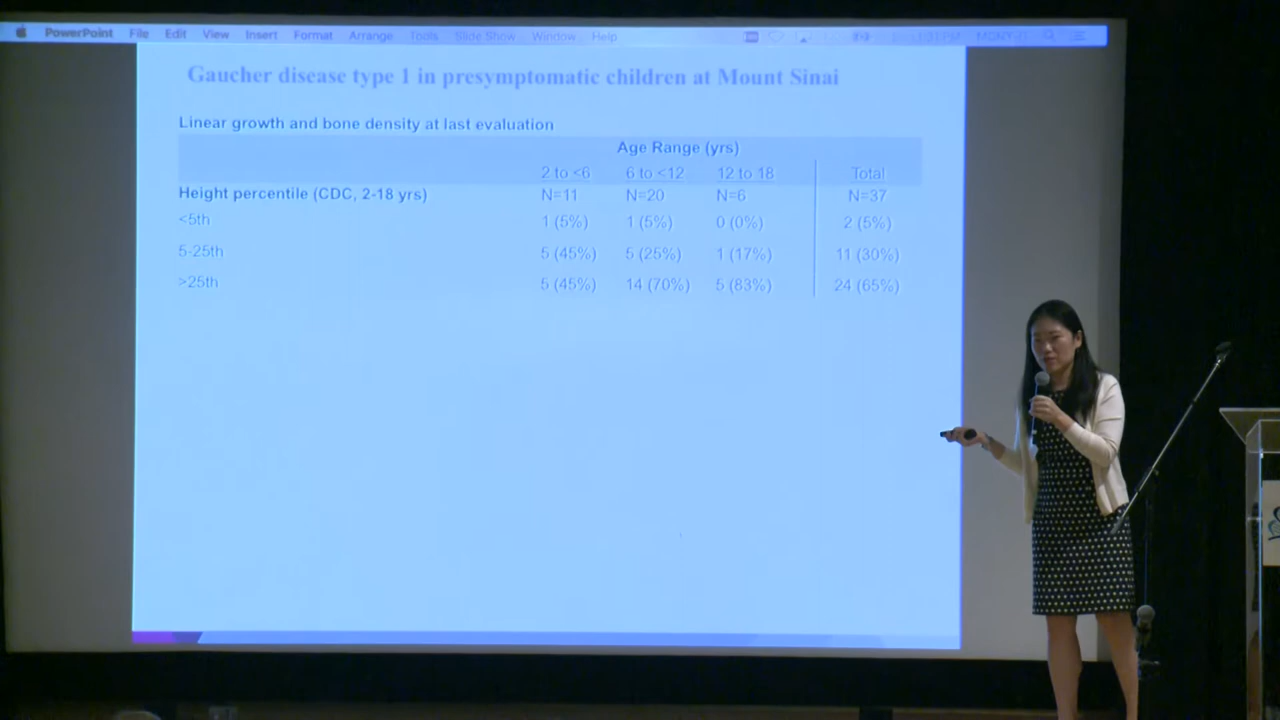 PowerPoint File Edit View Insert Format Arrange Tools Slide Show Window Help
Gaucher disease type 1 in presymptomatic children at Mount Sinai
Linear growth and bone density at last evaluation
Age Range (yrs)
2 to <6 6 to <12 12 to 18 Total
Height percentile (CDC, 2-18 yrs) N=11 N=20 N=6 N=37
<5th 1 (5%) 1 (5%) 0 (0%) 2 (5%)
5-25th 5 (45%) 5 (25%) 1 (17%) 11 (30%)
>25th 5 (45%) 14 (70%) 5 (83%) 24 (65%)